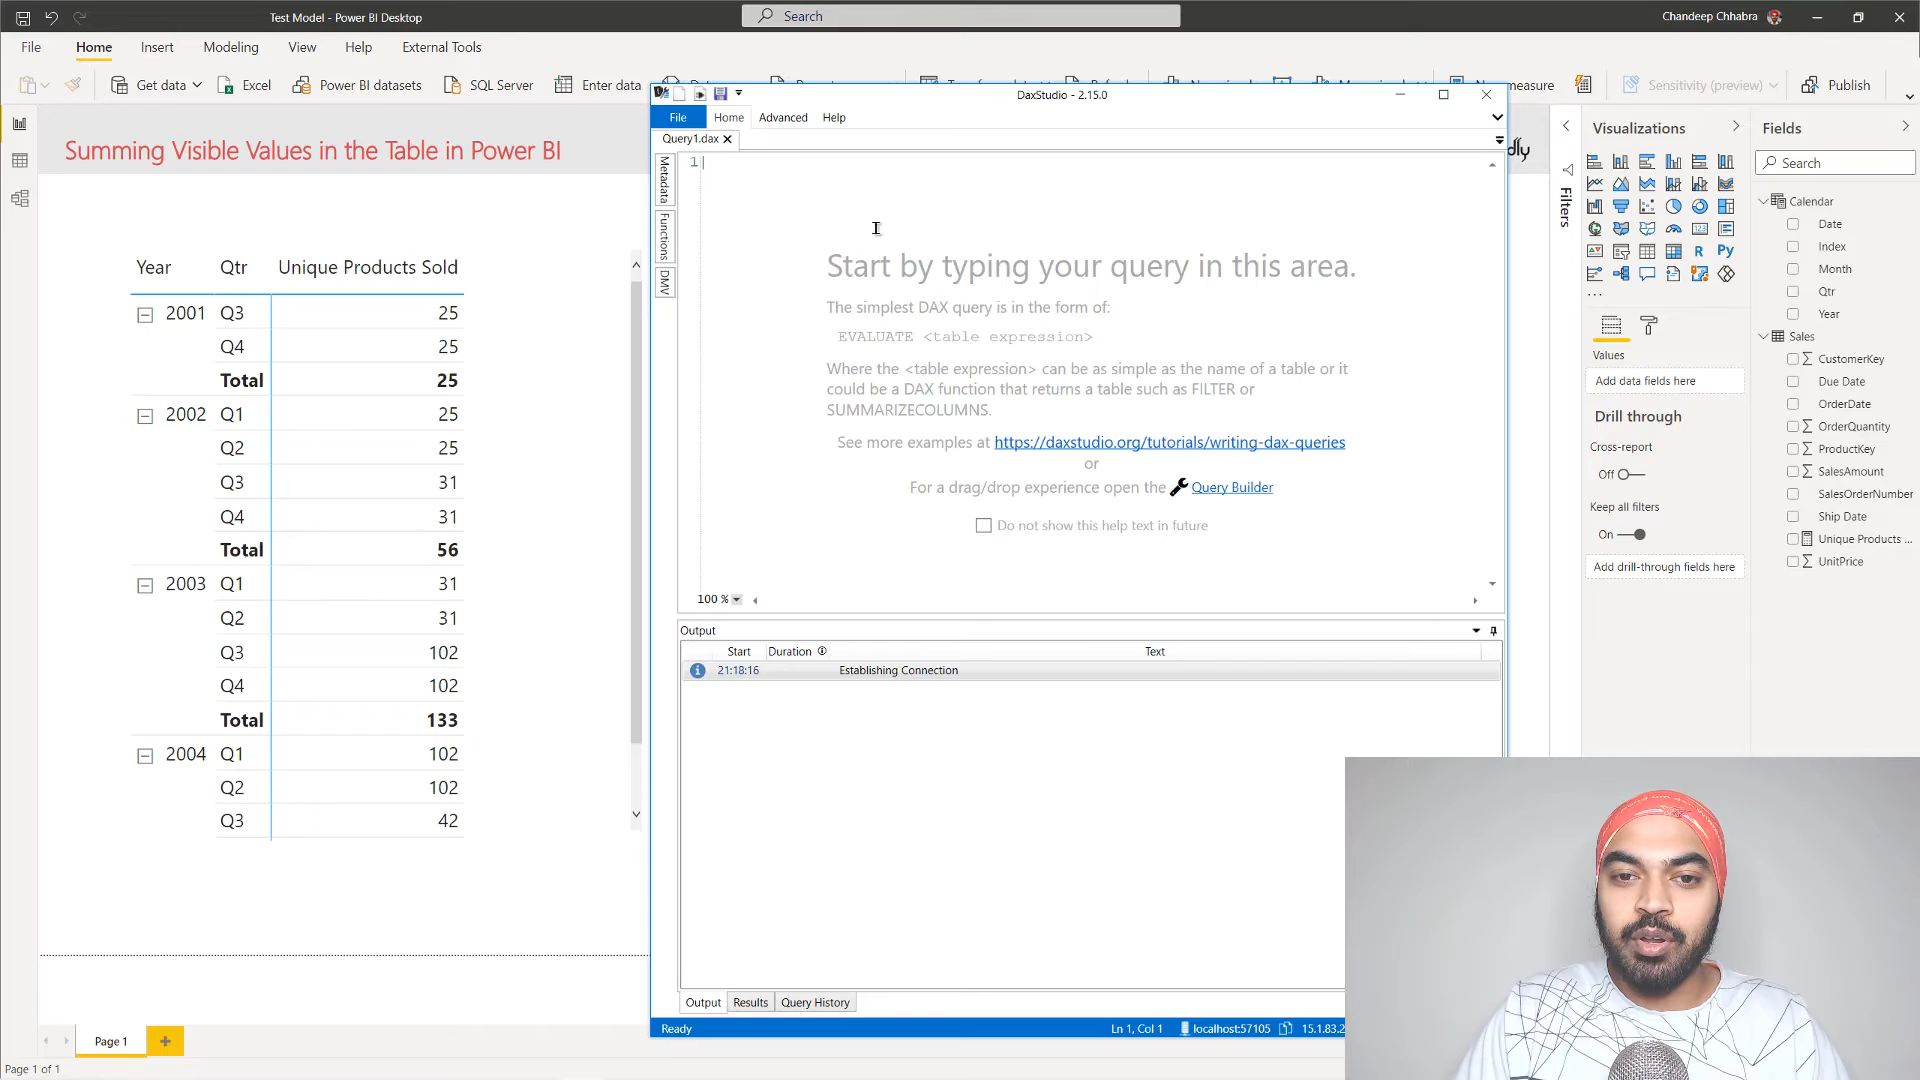 Test Model - Power BI Desktop
Search
Chandeep Chhabra
File
Home
Insert
Modeling
View
Help
External Tools
Get data
Excel
Power BI datasets
SQL Server
Enter data
measure
Sensitivity (preview)
Publish
Summing Visible Values in the Table in Power BI
dly
Year Qtr Unique Products Sold
2001 Q3 25
Q4 25
Total 25
2002 Q1 25
Q2 25
Q3 31
Q4 31
Total 56
2003 Q1 31
Q2 31
Q3 102
Q4 102
Total 133
2004 Q1 102
Q2 102
Q3 42
Page 1
Page 1 of 1
DaxStudio - 2.15.0
File Home Advanced Help
Query1.dax
Metadata
Functions
DMV
1
Start by typing your query in this area.
The simplest DAX query is in the form of:
EVALUATE <table expression>
Where the <table expression> can be as simple as the name of a table or it
could be a DAX function that returns a table such as FILTER or
SUMMARIZECOLUMNS.
See more examples at https://daxstudio.org/tutorials/writing-dax-queries
or
For a drag/drop experience open the Query Builder
Do not show this help text in future
100 %
Output
Start Duration Text
21:18:16 Establishing Connection
Output Results Query History
Ready Ln 1, Col 1 localhost:57105 15.1.83.2
Filters
Visualizations
R Py
Values
Add data fields here
Drill through
Cross-report
Off
Keep all filters
On
Add drill-through fields here
Fields
Search
Calendar
Date
Index
Month
Qtr
Year
Sales
CustomerKey
Due Date
OrderDate
OrderQuantity
ProductKey
SalesAmount
SalesOrderNumber
Ship Date
Unique Products ...
UnitPrice